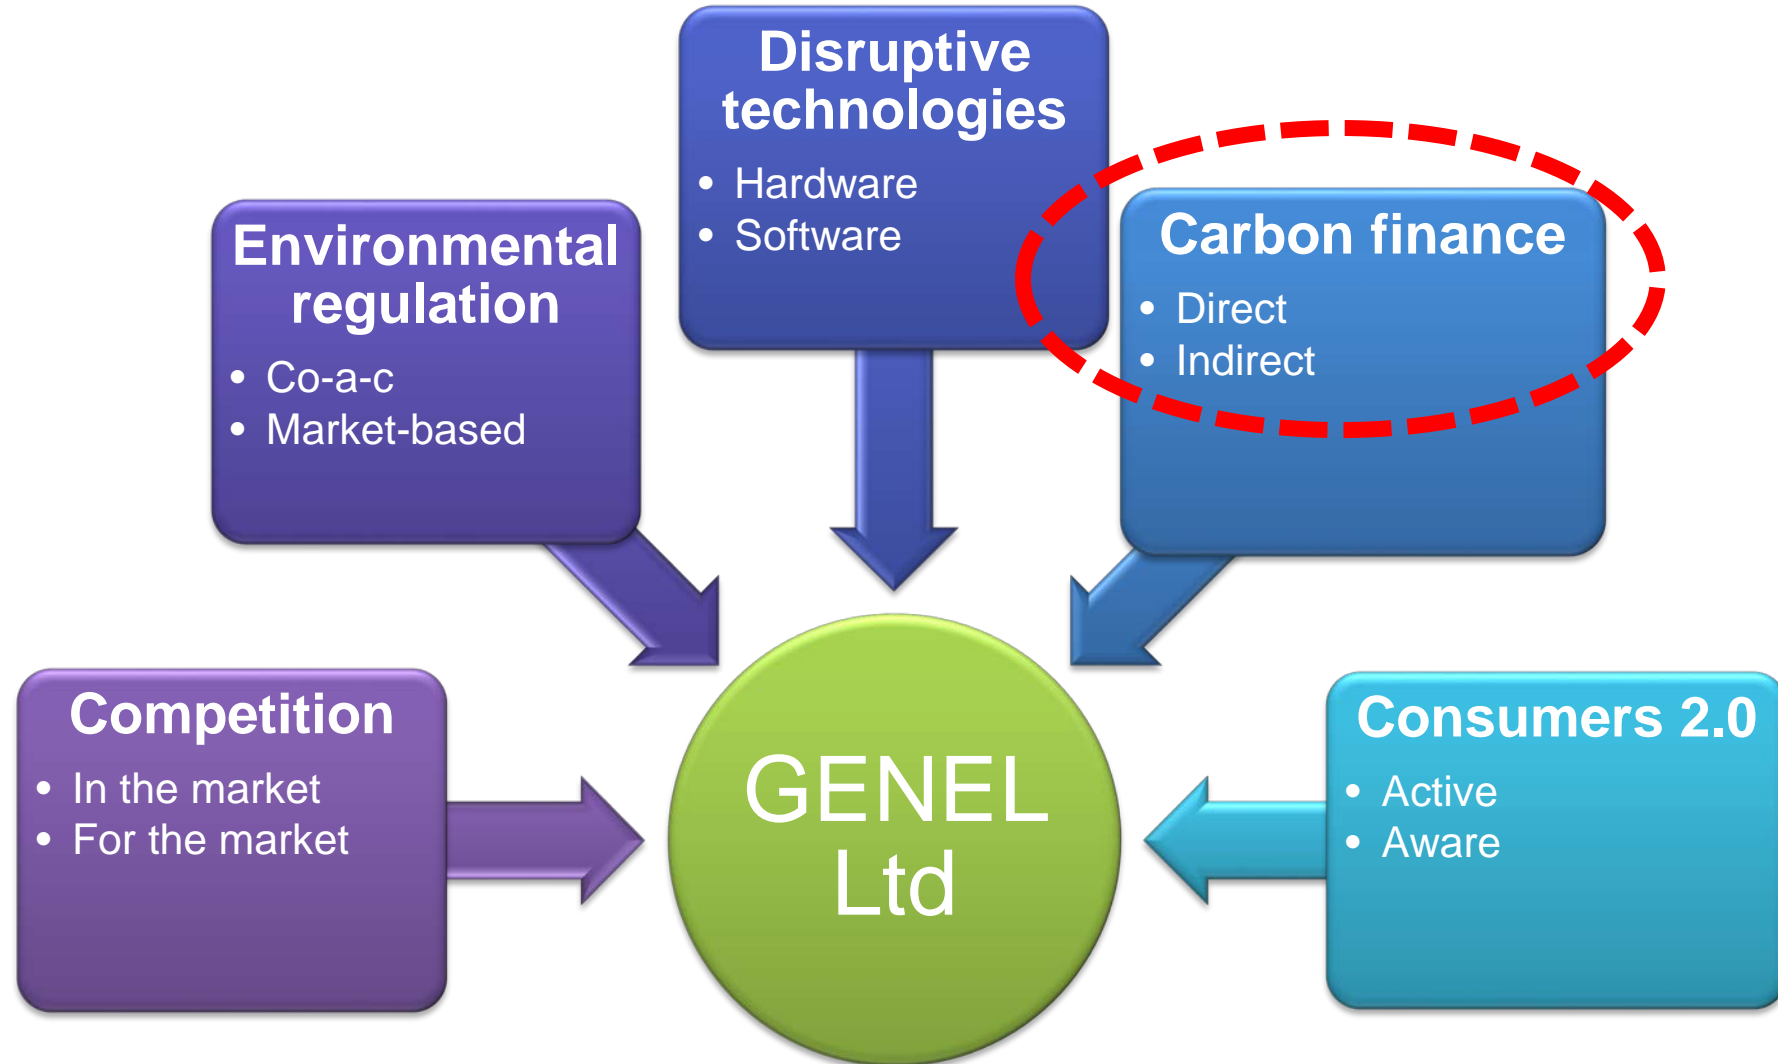 Disruptive
technologies
• Hardware
• Software
Environmental
regulation
• Co-a-c
• Market-based
Carbon finance
• Direct
• Indirect
Competition
• In the market
• For the market
GENEL
Ltd
Consumers 2.0
• Active
• Aware